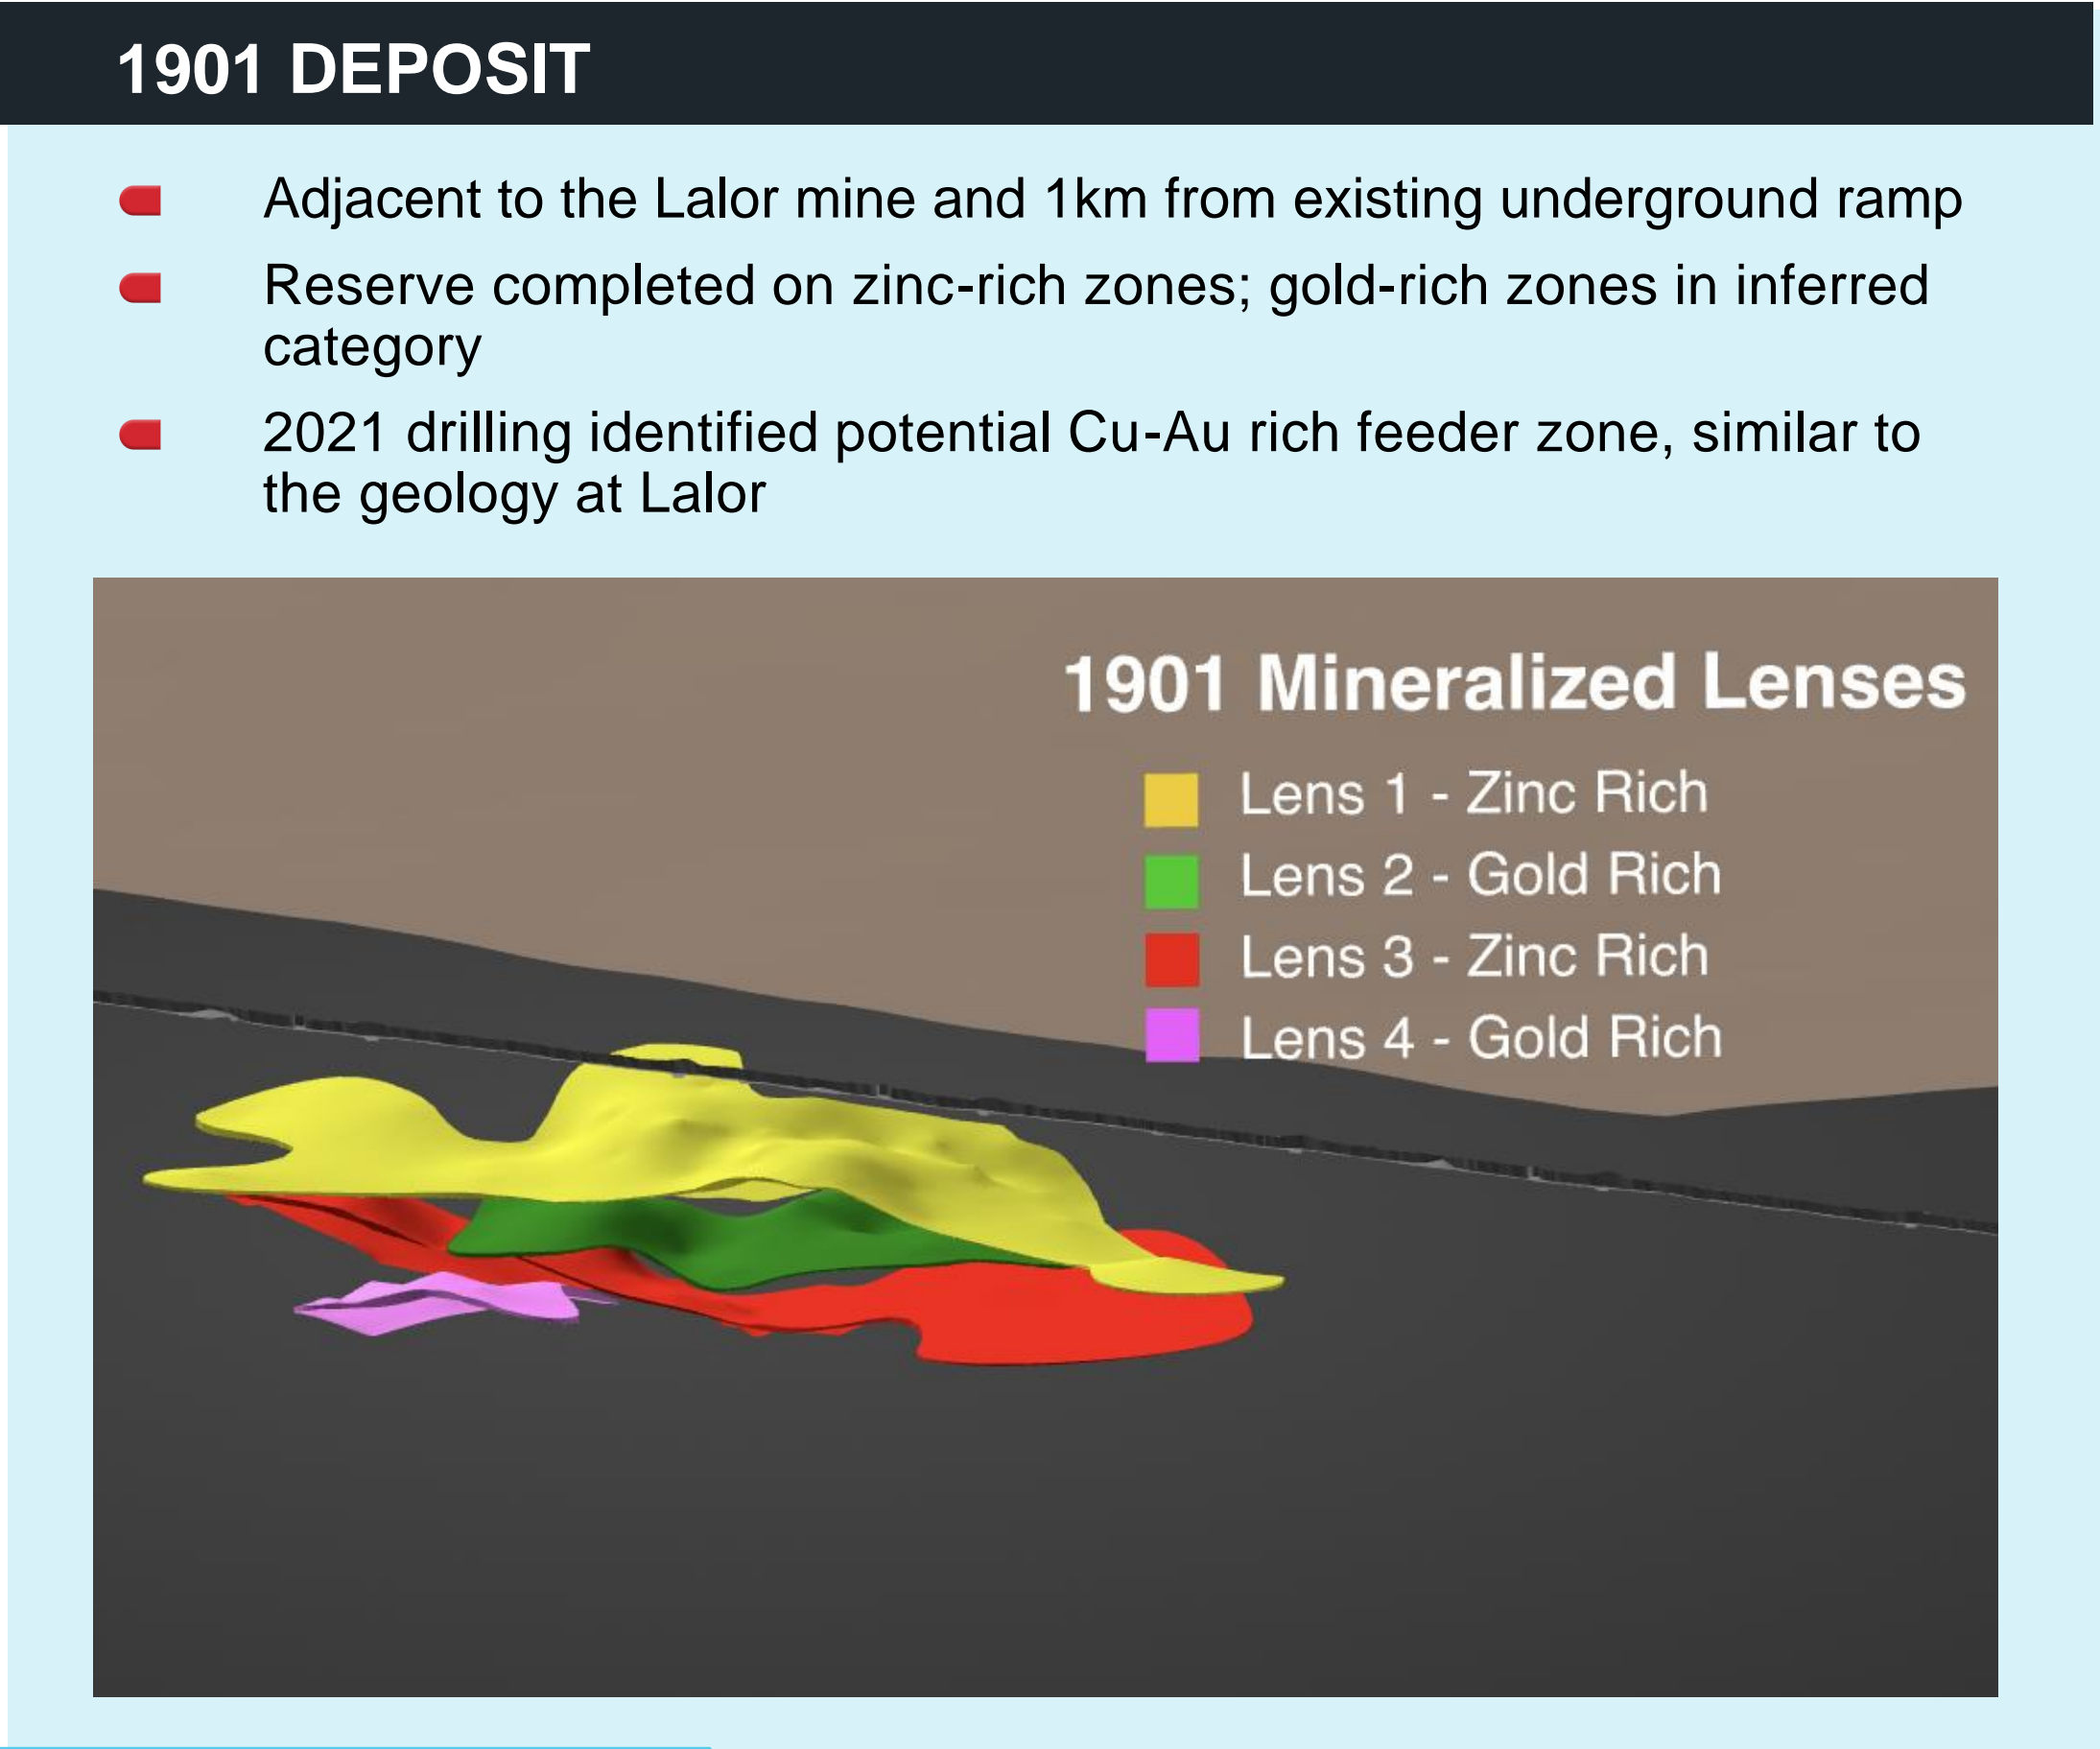 1901 DEPOSIT
Adjacent to the Lalor mine and 1km from existing underground ramp
Reserve completed on zinc-rich zones; gold-rich zones in inferred
category
2021 drilling identified potential Cu-Au rich feeder zone, similar to
the geology at Lalor
1901 Mineralized Lenses
Lens 1 - Zinc Rich
Lens 2 - Gold Rich
Lens 3 - Zinc Rich
Lens 4 - Gold Rich